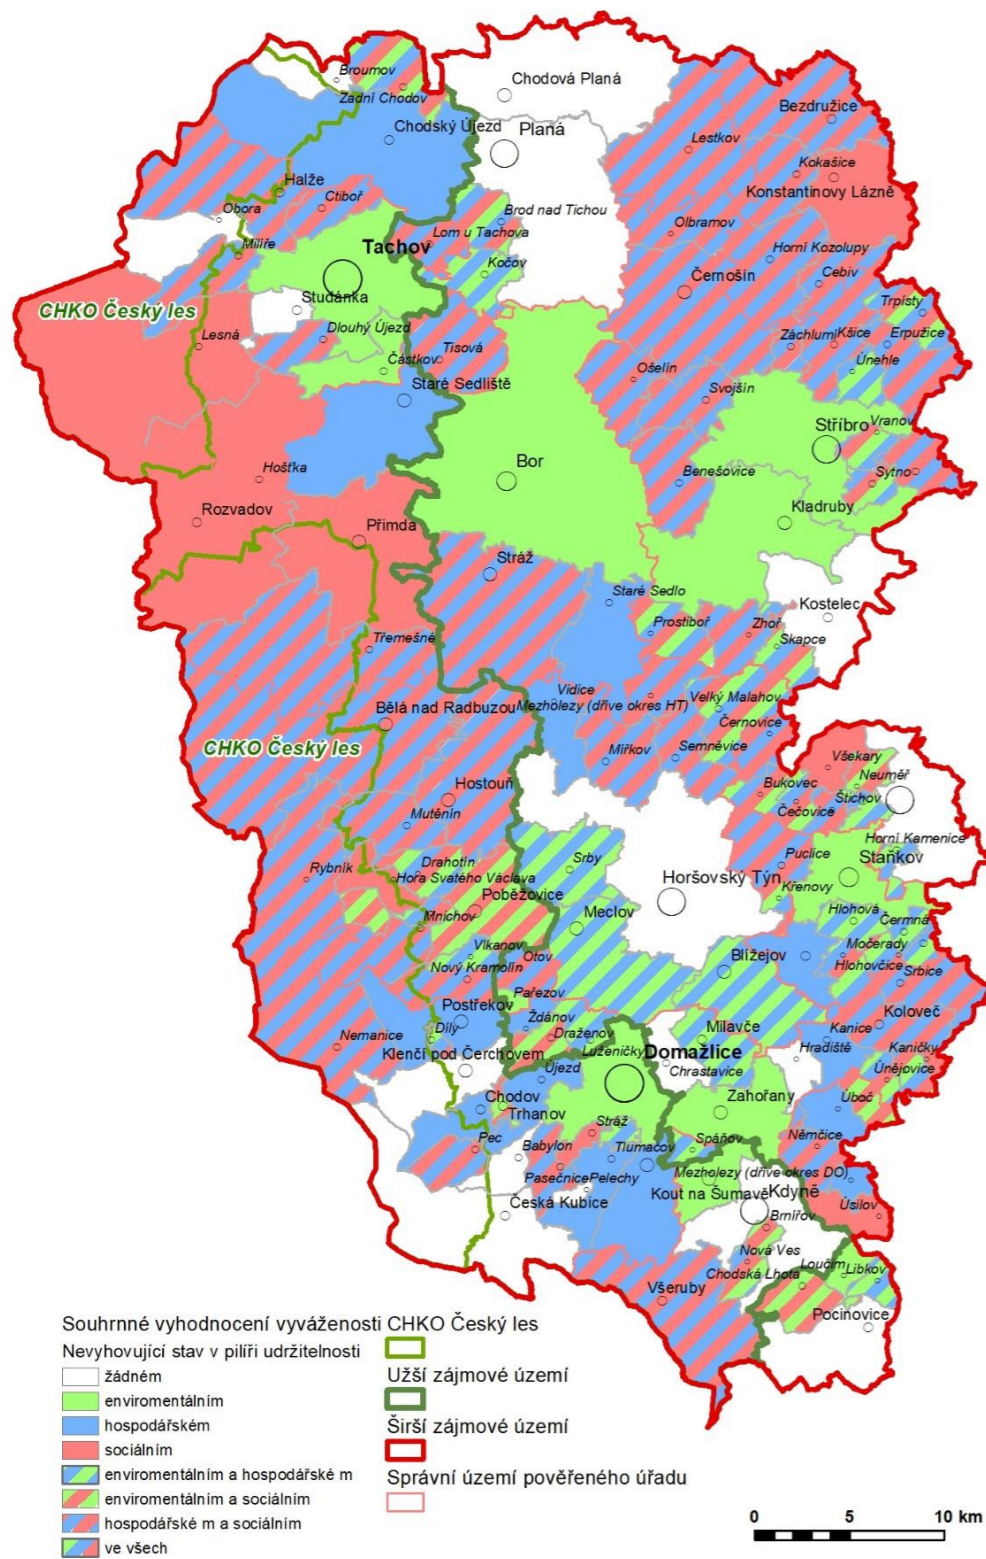 Broumov
Zadní Chodov
Chodová Planá
Chodský Újezd
Planá
Bezdružice
Lestkov
Kokašice
Konstantinovy Lázně
Halže
Ctiboř
Obora
Brod nad Tichou
Lom u Tachova
Olbramov
Milíře
Tachov
Kočov
Horní Kozolupy
Černošín
Cebiv
Studánka
CHKO Český les
Trpísty
Lesná
Dlouhý Újezd
Záchlumí
Kšice
Erpužice
Částkov
Tisová
Ošelín
Únehle
Staré Sedliště
Svojšín
Stříbro
Vranov
Bor
Benešovice
Sytno
Hošťka
Kladruby
Rozvadov
Přimda
Stráž
Staré Sedlo
Kostelec
Prostiboř
Zhoř
Skapce
Třemešné
Vidice
Velký Malahov
Mezholezy (dříve okres HT)
Bělá nad Radbuzou
Černovice
CHKO Český les
Mířkov
Semněvice
Všekary
Hostouň
Bukovec
Neuměř
Čečovice
Štichov
Mutěnín
Horní Kamenice
Srby
Puclice
Staňkov
Rybník
Drahotín
Hora Svatého Václava
Horšovský Týn
Křenovy
Poběžovice
Mnichov
Meclov
Hlohová
Čermná
Vlkanov
Otov
Blížejov
Močerady
Nový Kramolín
Hlohovčice
Srbice
Pařezov
Postřekov
Ždánov
Koloveč
Díly
Draženov
Milavče
Kanice
Nemanice
Luženičky
Domažlice
Hradiště
Kaničky
Klenčí pod Čerchovem
Chrastavice
Únějovice
Újezd
Chodov
Zahořany
Úboč
Trhanov
Stráž
Němčice
Pec
Babylon
Tlumačov
Spáňov
Pasečnice
Pelechy
Mezholezy (dříve okres DO)
Kout na Šumavě
Kdyně
Česká Kubice
Brnířov
Úsilov
Nová Ves
Loučim
Libkov
Chodská Lhota
Všeruby
Pocinovice
Souhrnné vyhodnocení vyváženosti
Nevyhovující stav v pilíři udržitelnosti
žádném
enviromentálním
hospodářském
sociálním
enviromentálním a hospodářské m
enviromentálním a sociálním
hospodářské m a sociálním
ve všech
CHKO Český les
Užší zájmové území
Širší zájmové území
Správní území pověřeného úřadu
0 5 10 km